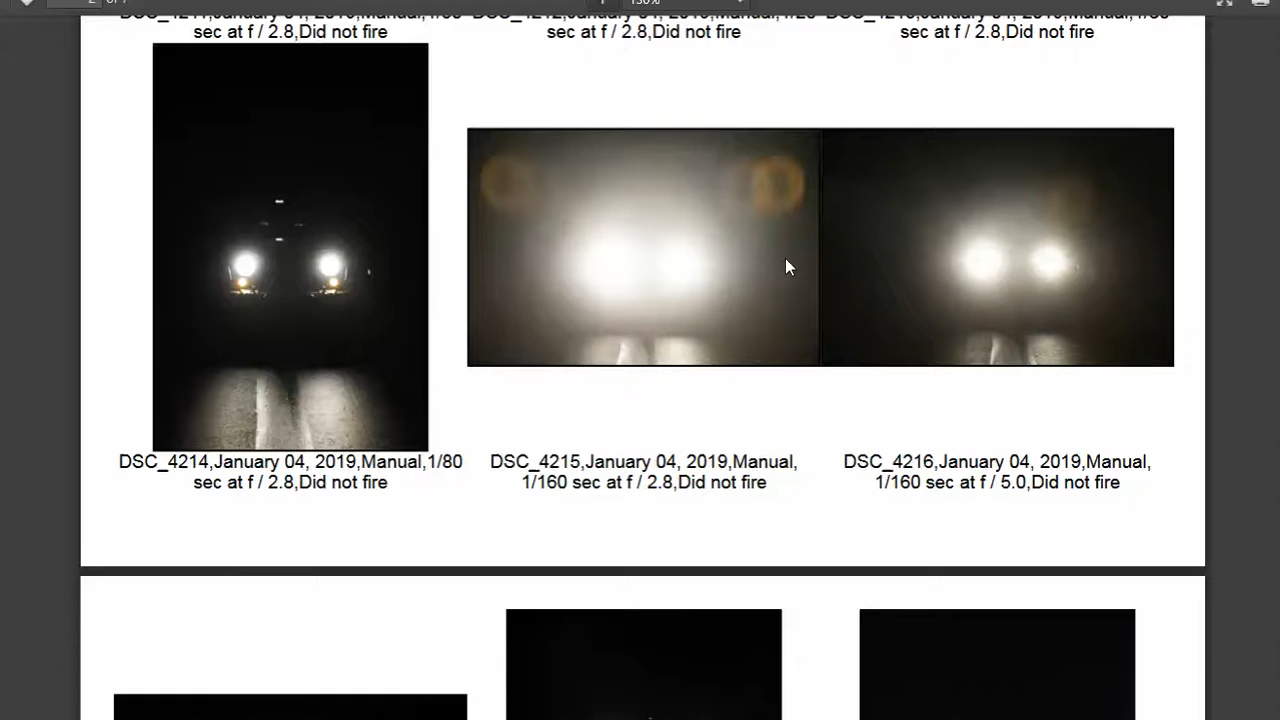 sec at f / 2.8,Did not fire
sec at f / 2.8,Did not fire
sec at f / 2.8,Did not fire
DSC_4214,January 04, 2019,Manual,1/80
sec at f / 2.8,Did not fire
DSC_4215,January 04, 2019,Manual,
1/160 sec at f / 2.8,Did not fire
DSC_4216,January 04, 2019,Manual,
1/160 sec at f / 5.0,Did not fire